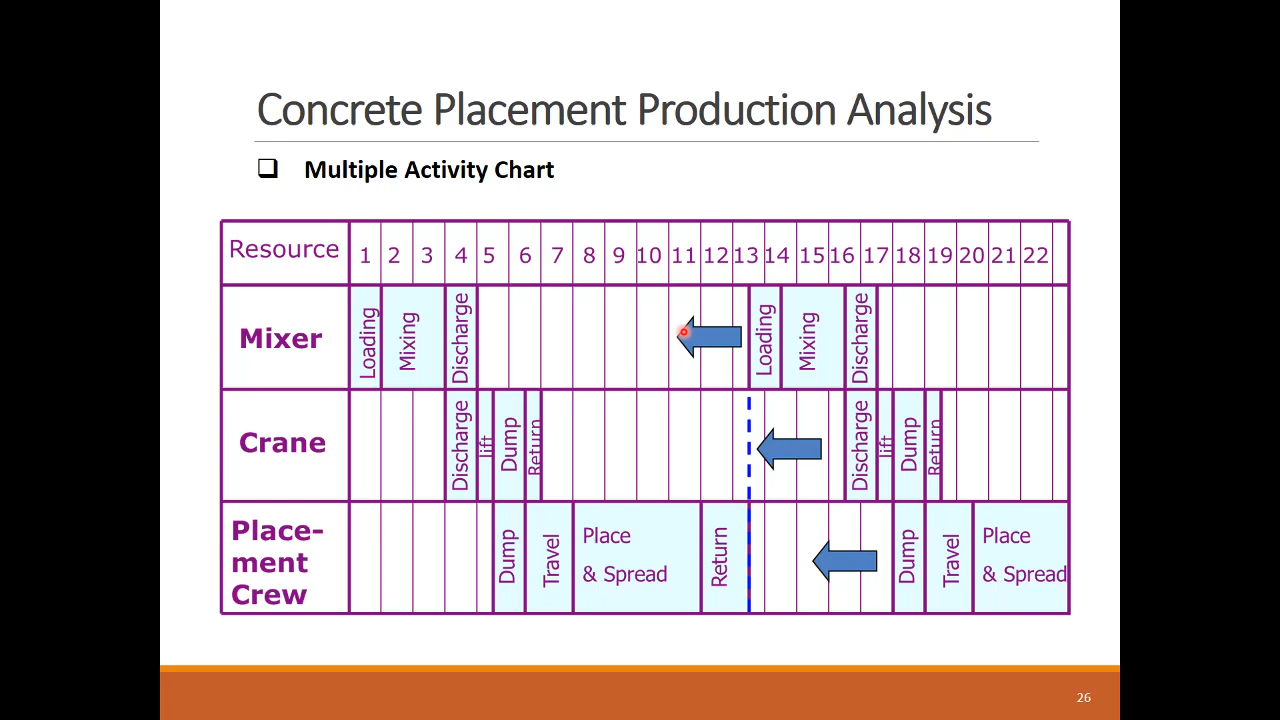 Concrete Placement Production Analysis
Multiple Activity Chart
Resource 1 2 3 4 5 6 7 8 9 10 11 12 13 14 15 16 17 18 19 20 21 22
Mixer Loading Mixing Discharge Loading Mixing Discharge
Crane Discharge lift Dump Return Discharge lift Dump Return
Place-
ment
Crew
Dump Travel
Place
& Spread
Return Dump Travel
Place
& Spread
26